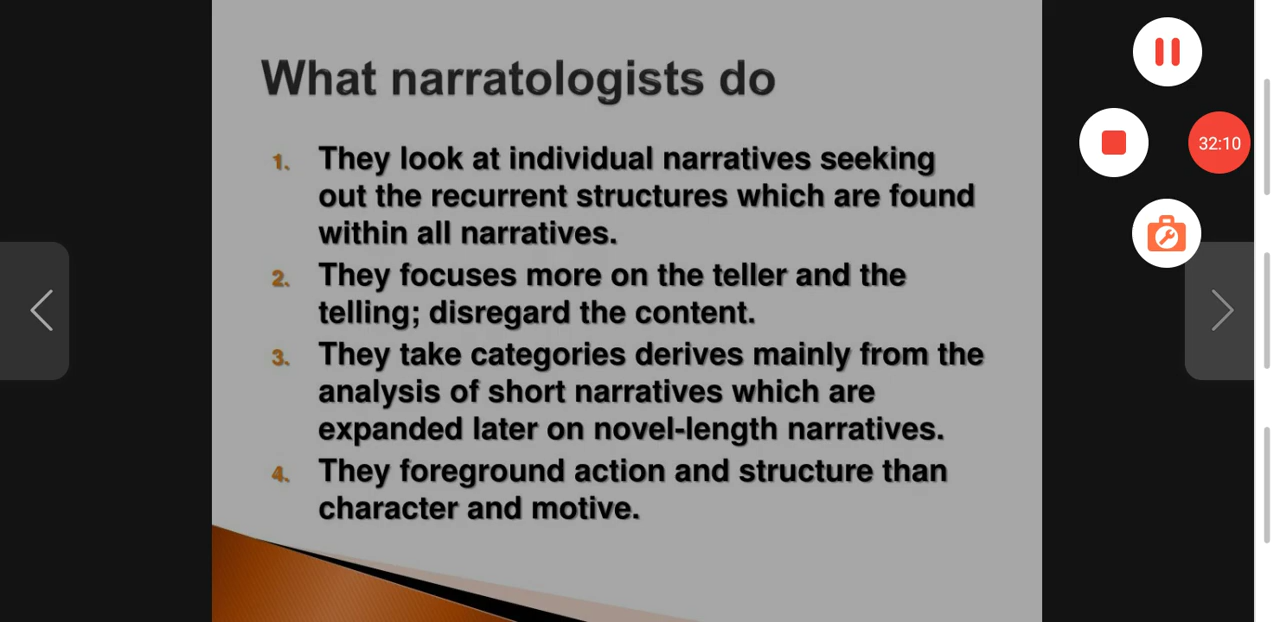 What narratologists do
1. They look at individual narratives seeking
out the recurrent structures which are found
within all narratives.
2. They focuses more on the teller and the
telling; disregard the content.
3. They take categories derives mainly from the
analysis of short narratives which are
expanded later on novel-length narratives.
4. They foreground action and structure than
character and motive.
32:10